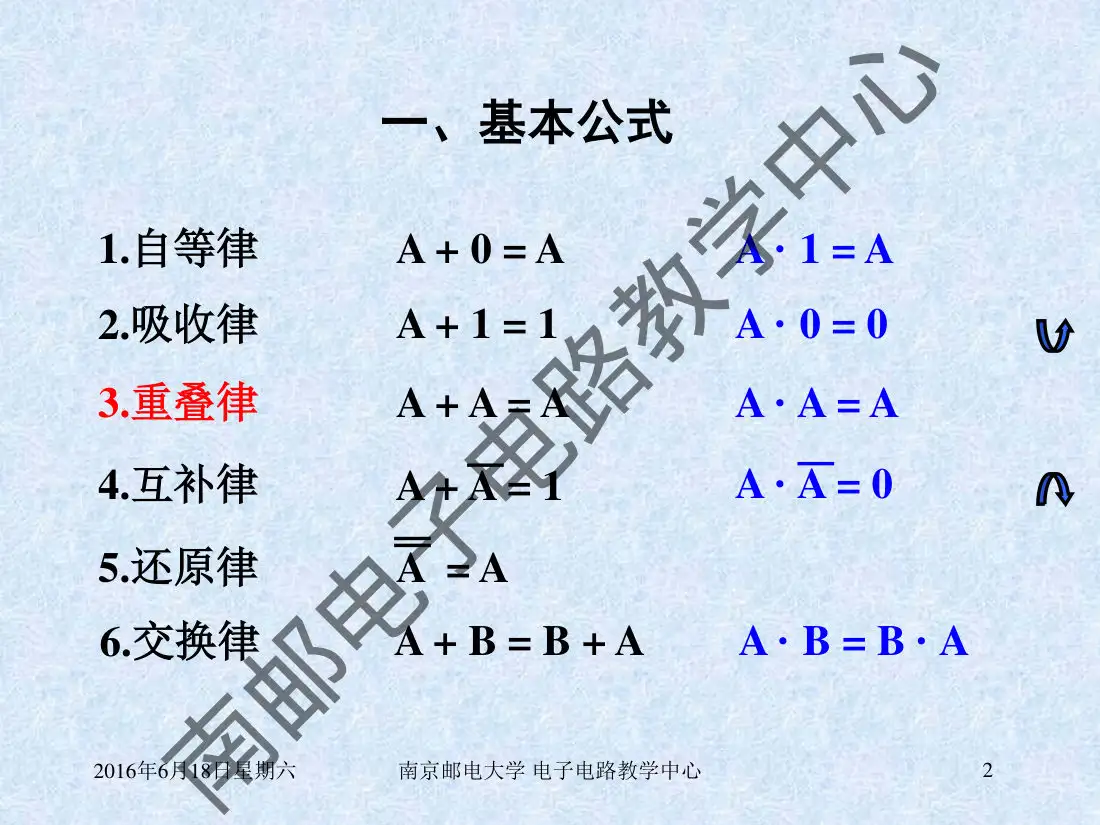 一、基本公式
1.自等律 A + 0 = A A · 1 = A
2.吸收律 A + 1 = 1 A · 0 = 0
3.重叠律 A + A = A A · A = A
4.互补律 A + A̅ = 1 A · A̅ = 0
5.还原律 A̿ = A
6.交换律 A + B = B + A A · B = B · A
南邮电子电路教学中心
2016年6月18日星期六 南京邮电大学 电子电路教学中心 2